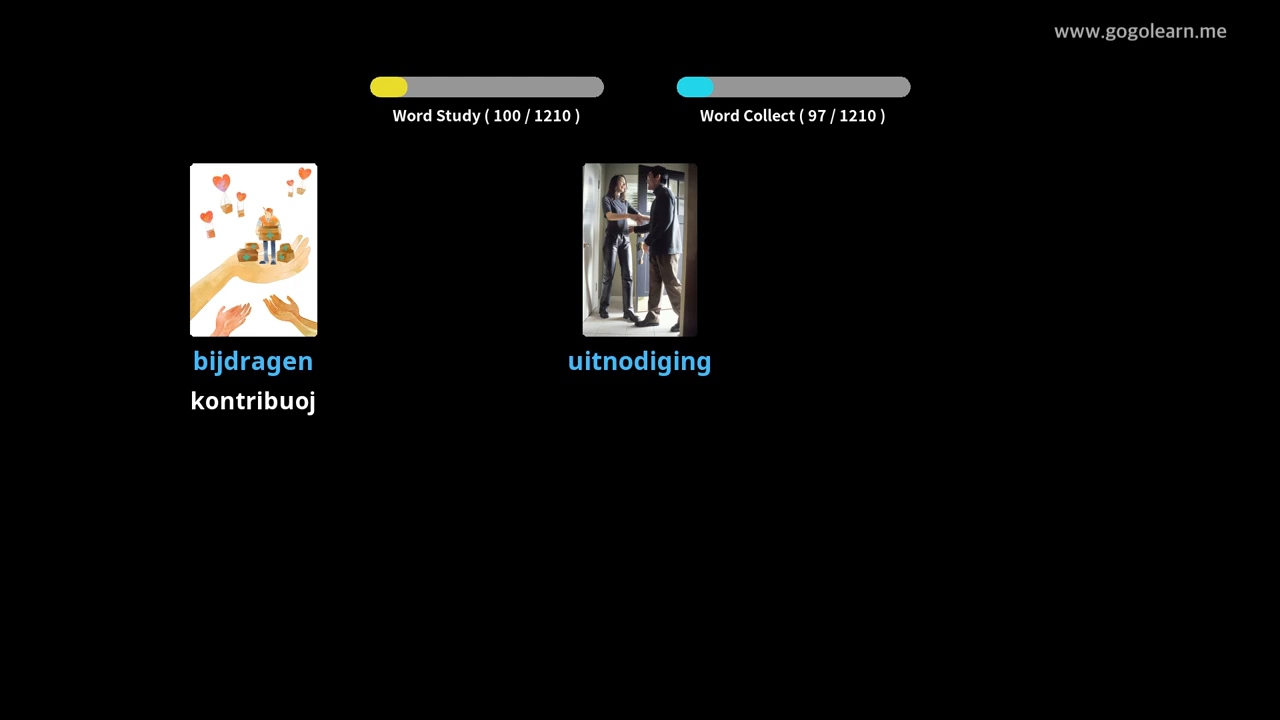 www.gogolearn.me
Word Study ( 100 / 1210 )
Word Collect ( 97 / 1210 )
bijdragen
uitnodiging
kontribuoj